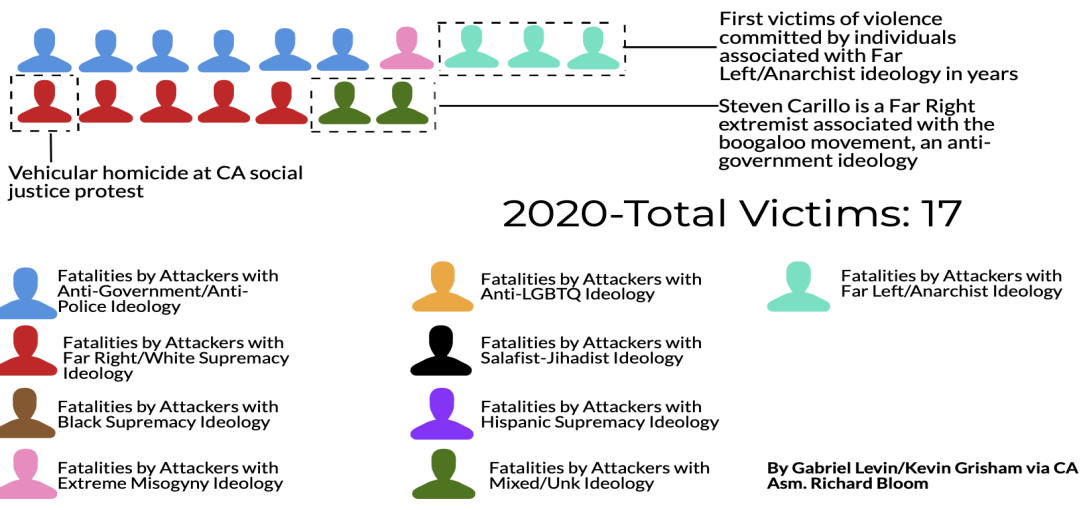 First victims of violence
committed by individuals
associated with Far
Left/Anarchist ideology in years
Steven Carillo is a Far Right
extremist associated with the
boogaloo movement, an anti-
government ideology
Vehicular homicide at CA social
justice protest
2020-Total Victims: 17
Fatalities by Attackers with
Anti-Government/Anti-
Police Ideology
Fatalities by Attackers with
Anti-LGBTQ Ideology
Fatalities by Attackers with
Far Left/Anarchist Ideology
Fatalities by Attackers with
Far Right/White Supremacy
Ideology
Fatalities by Attackers with
Salafist-Jihadist Ideology
Fatalities by Attackers with
Black Supremacy Ideology
Fatalities by Attackers with
Hispanic Supremacy Ideology
Fatalities by Attackers with
Extreme Misogyny Ideology
Fatalities by Attackers with
Mixed/Unk Ideology
By Gabriel Levin/Kevin Grisham via CA
Asm. Richard Bloom